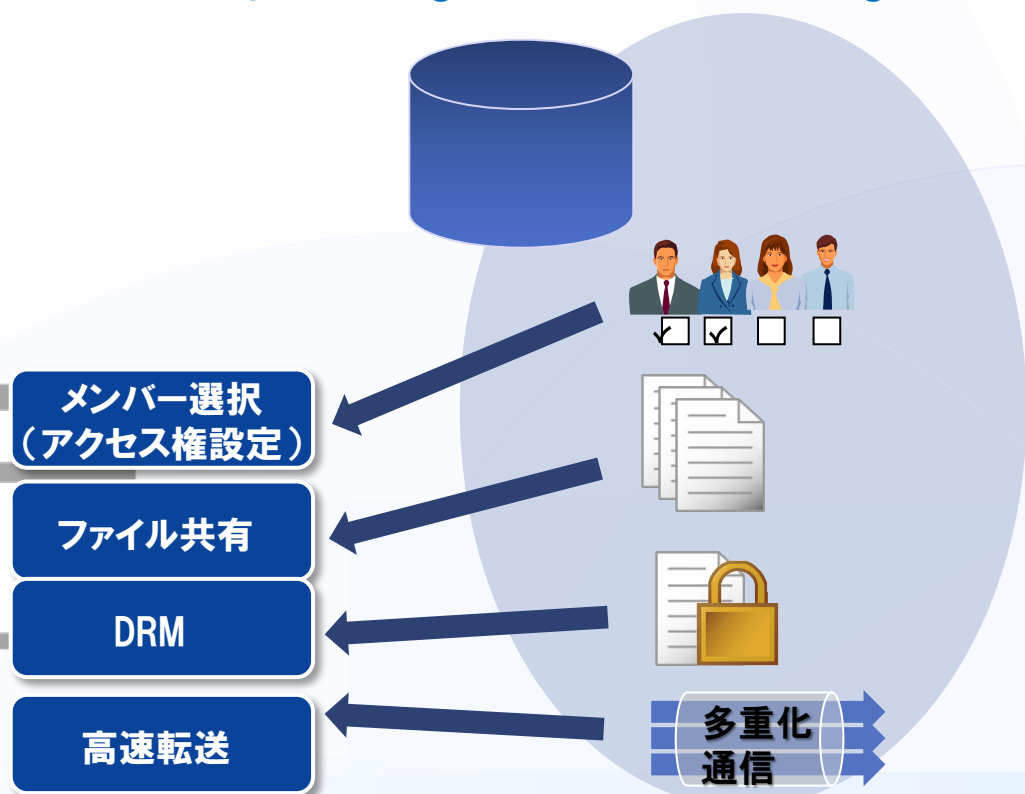 メンバー選択
（アクセス権設定）
ファイル共有
DRM
高速転送
多重化
通信